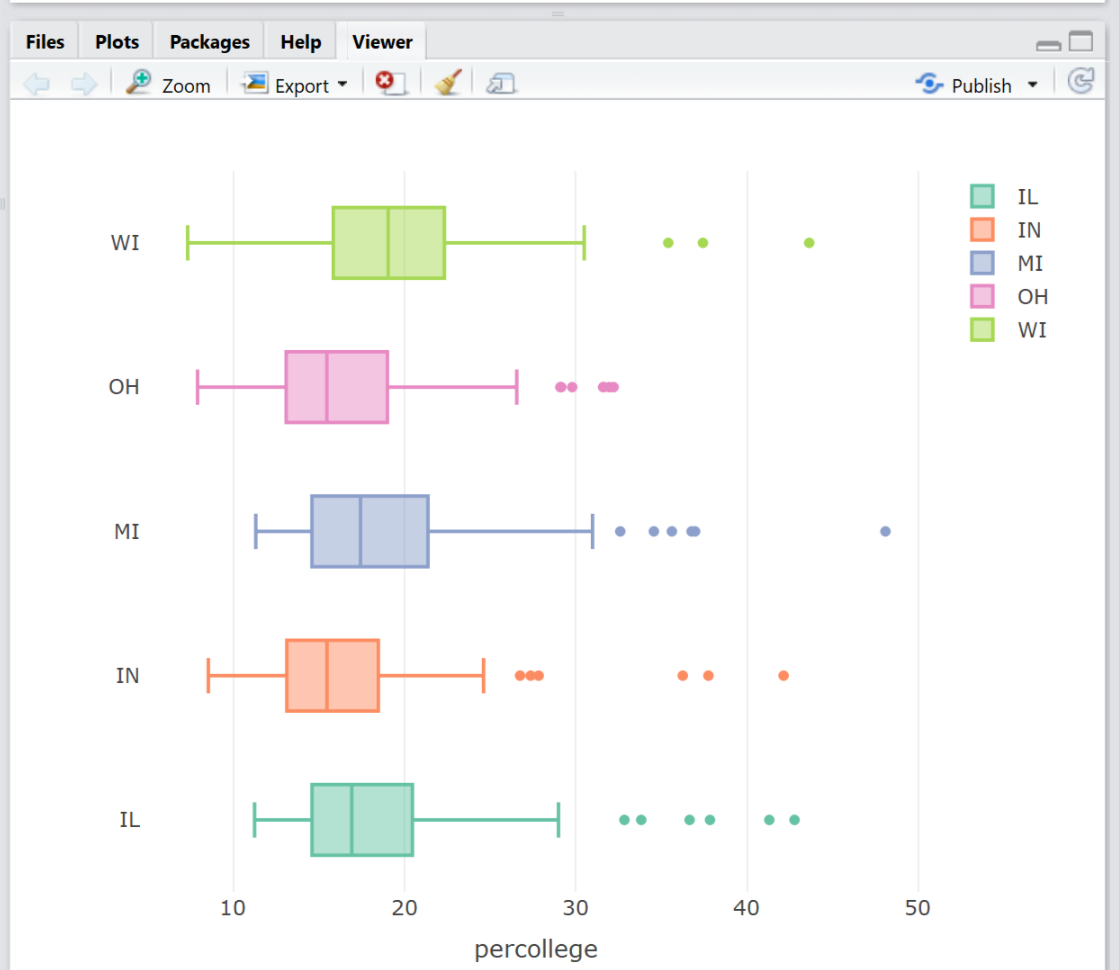 Files Plots Packages Help Viewer
Zoom Export Publish
WI
OH
MI
IN
IL
IL
IN
MI
OH
WI
10 20 30 40 50
percollege